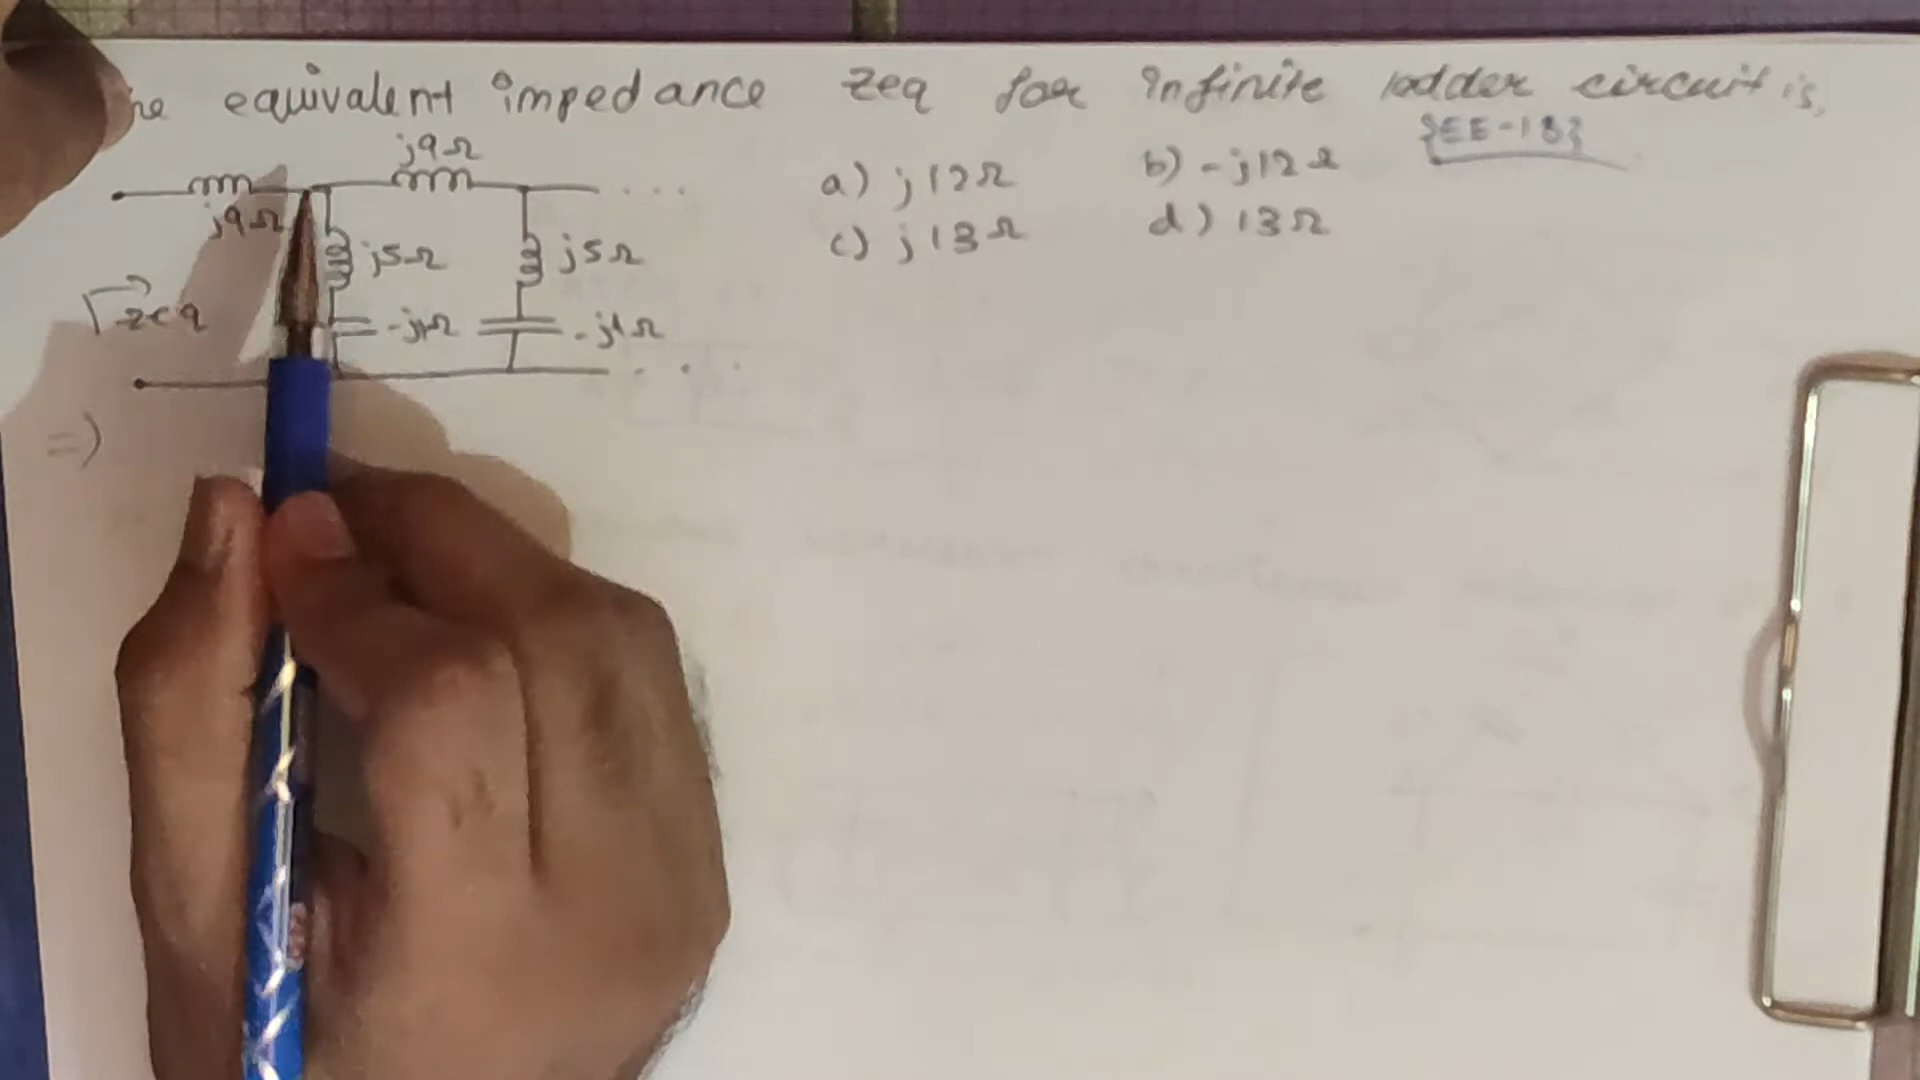 he equivalent impedance Zeq for infinite ladder circuit is,
{EE-18}
j9Ω
j9Ω
a) j12Ω b) -j12Ω
c) j13Ω d) 13Ω
j5Ω j5Ω
zeq
-j1Ω -j1Ω
=)